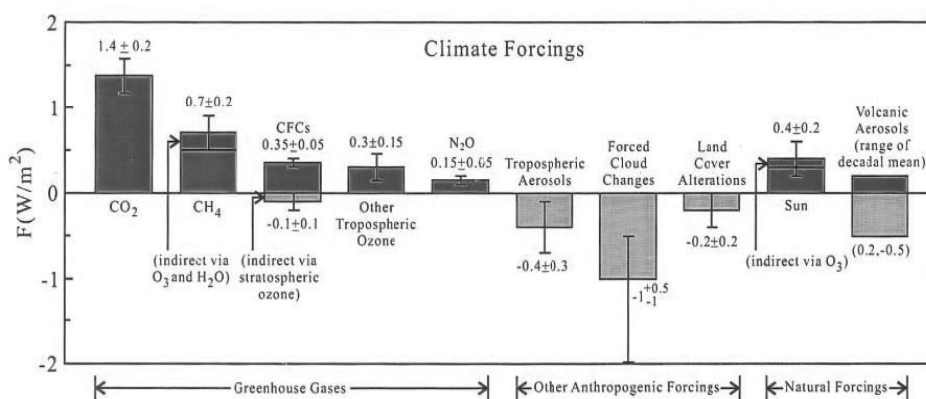 Climate Forcings
F(W/m²)
2
1
0
-1
-2
1.4 ± 0.2
CO₂
0.7±0.2
CH₄
(indirect via
O₃ and H₂O)
CFCs
0.35±0.05
-0.1±0.1
(indirect via
stratospheric
ozone)
0.3±0.15
Other
Tropospheric
Ozone
N₂O
0.15±0.05
Tropospheric
Aerosols
-0.4±0.3
Forced
Cloud
Changes
-1 +0.5 -1
Land
Cover
Alterations
-0.2±0.2
0.4±0.2
Sun
(indirect via O₃)
Volcanic
Aerosols
(range of
decadal mean)
(0.2,-0.5)
Greenhouse Gases
Other Anthropogenic Forcings
Natural Forcings